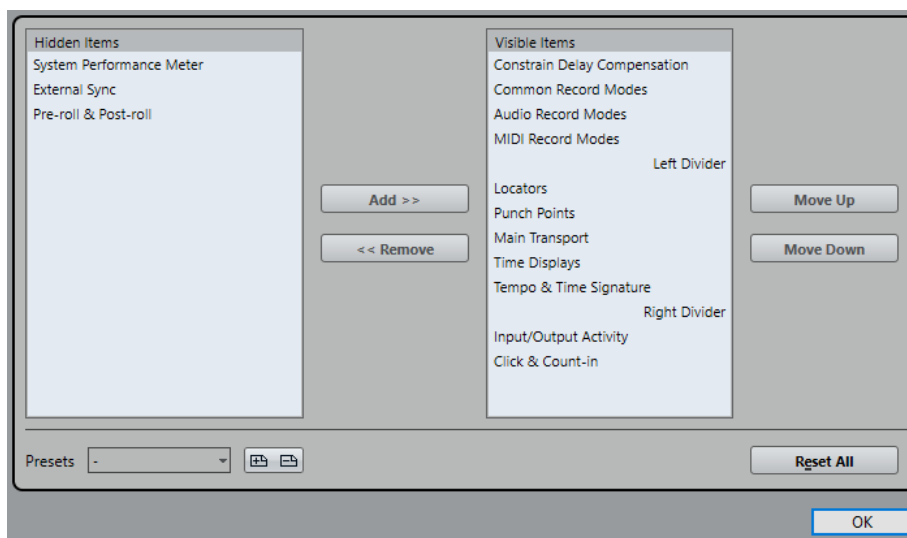 Hidden Items
System Performance Meter
External Sync
Pre-roll & Post-roll
Add >>
<< Remove
Visible Items
Constrain Delay Compensation
Common Record Modes
Audio Record Modes
MIDI Record Modes
Left Divider
Locators
Punch Points
Main Transport
Time Displays
Tempo & Time Signature
Right Divider
Input/Output Activity
Click & Count-in
Move Up
Move Down
Presets -
Reset All
OK